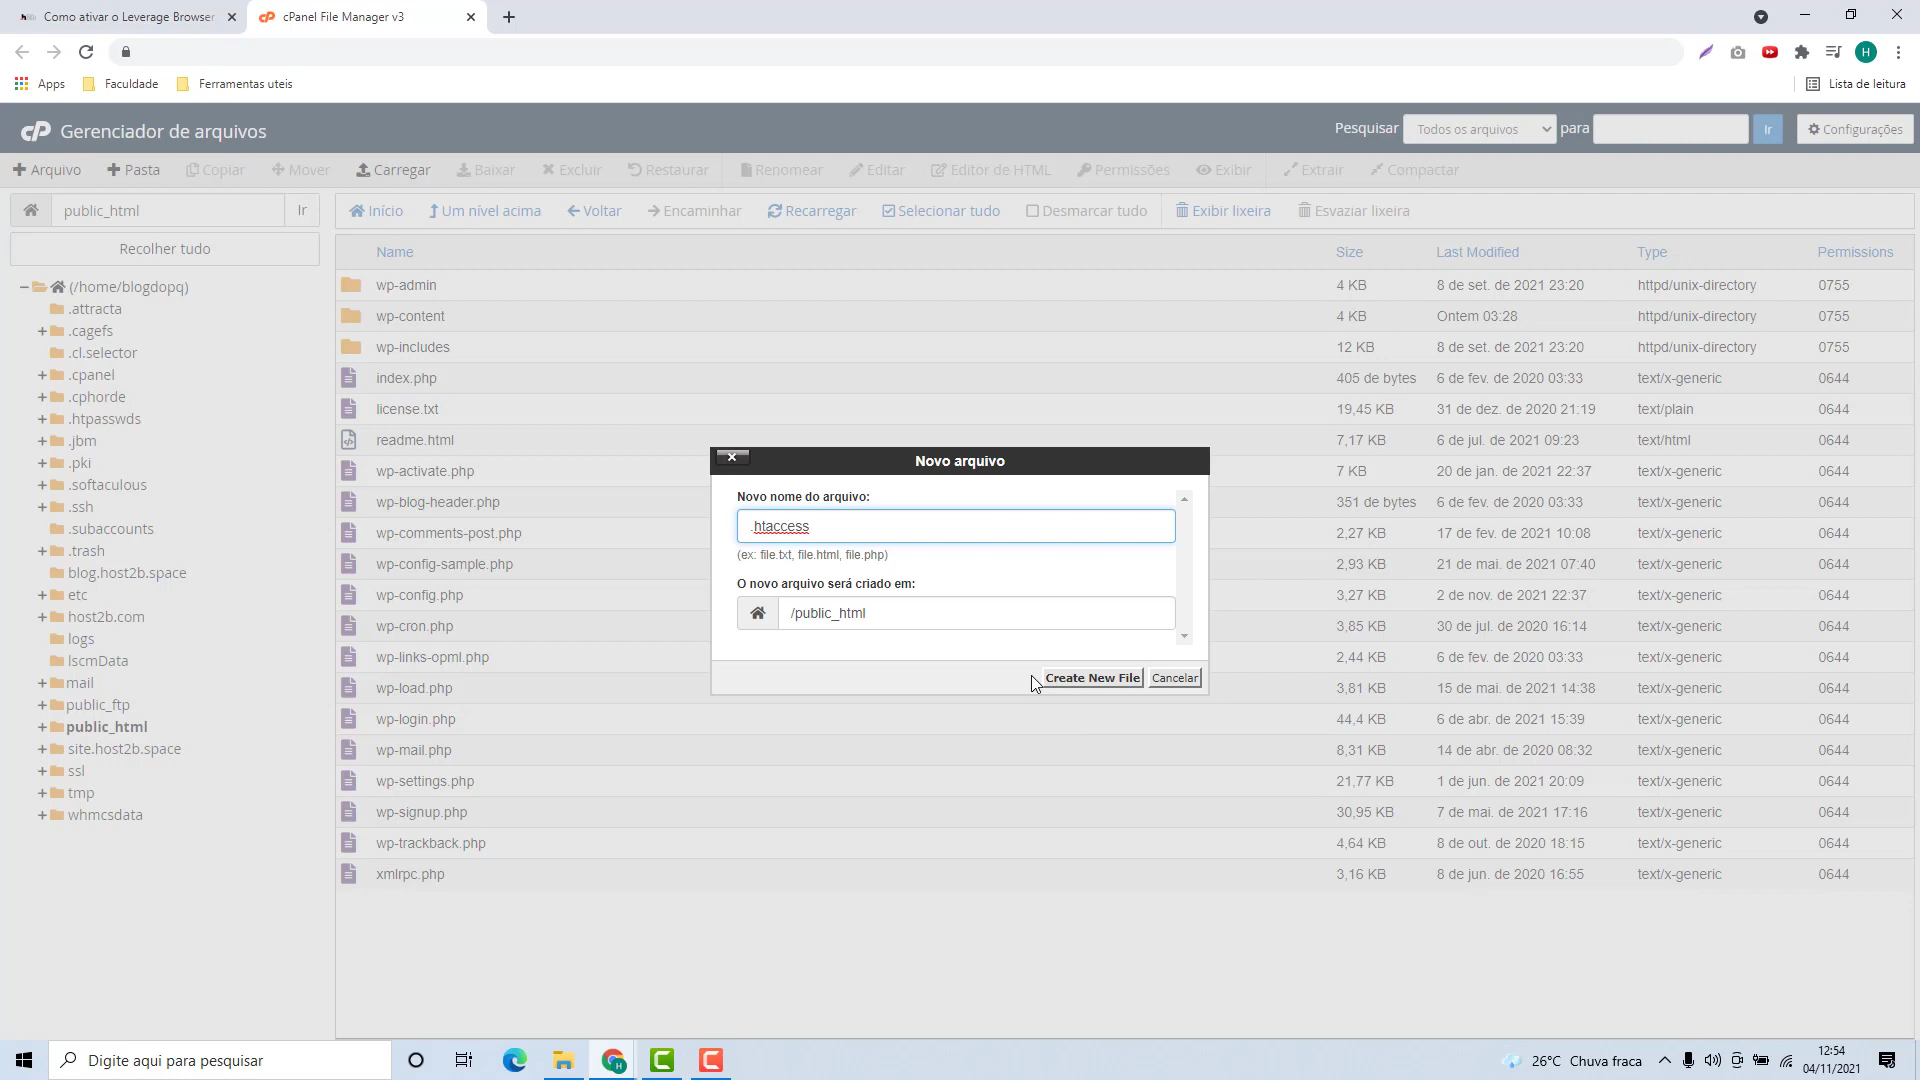 Como ativar o Leverage Browser
cPanel File Manager v3
H
Apps
Faculdade
Ferramentas uteis
Lista de leitura
cP Gerenciador de arquivos
Pesquisar
Todos os arquivos
para
Ir
Configurações
Arquivo
Pasta
Copiar
Mover
Carregar
Baixar
Excluir
Restaurar
Renomear
Editar
Editor de HTML
Permissões
Exibir
Extrair
Compactar
public_html
Ir
Início
Um nível acima
Voltar
Encaminhar
Recarregar
Selecionar tudo
Desmarcar tudo
Exibir lixeira
Esvaziar lixeira
Recolher tudo
(/home/blogdopq)
.attracta
.cagefs
.cl.selector
.cpanel
.cphorde
.htpasswds
.jbm
.pki
.softaculous
.ssh
.subaccounts
.trash
blog.host2b.space
etc
host2b.com
logs
lscmData
mail
public_ftp
public_html
site.host2b.space
ssl
tmp
whmcsdata
Name Size Last Modified Type Permissions
wp-admin 4 KB 8 de set. de 2021 23:20 httpd/unix-directory 0755
wp-content 4 KB Ontem 03:28 httpd/unix-directory 0755
wp-includes 12 KB 8 de set. de 2021 23:20 httpd/unix-directory 0755
index.php 405 de bytes 6 de fev. de 2020 03:33 text/x-generic 0644
license.txt 19,45 KB 31 de dez. de 2020 21:19 text/plain 0644
readme.html 7,17 KB 6 de jul. de 2021 09:23 text/html 0644
wp-activate.php 7 KB 20 de jan. de 2021 22:37 text/x-generic 0644
wp-blog-header.php 351 de bytes 6 de fev. de 2020 03:33 text/x-generic 0644
wp-comments-post.php 2,27 KB 17 de fev. de 2021 10:08 text/x-generic 0644
wp-config-sample.php 2,93 KB 21 de mai. de 2021 07:40 text/x-generic 0644
wp-config.php 3,27 KB 2 de nov. de 2021 22:37 text/x-generic 0644
wp-cron.php 3,85 KB 30 de jul. de 2021 16:14 text/x-generic 0644
wp-links-opml.php 2,44 KB 6 de fev. de 2020 03:33 text/x-generic 0644
wp-load.php 3,81 KB 15 de mai. de 2021 14:38 text/x-generic 0644
wp-login.php 44,4 KB 6 de abr. de 2021 15:39 text/x-generic 0644
wp-mail.php 8,31 KB 14 de abr. de 2020 08:32 text/x-generic 0644
wp-settings.php 21,77 KB 1 de jun. de 2021 20:09 text/x-generic 0644
wp-signup.php 30,95 KB 7 de mai. de 2021 17:16 text/x-generic 0644
wp-trackback.php 4,64 KB 8 de out. de 2020 18:15 text/x-generic 0644
xmlrpc.php 3,16 KB 8 de jun. de 2020 16:55 text/x-generic 0644
Novo arquivo
Novo nome do arquivo:
.htaccess
(ex: file.txt, file.html, file.php)
O novo arquivo será criado em:
/public_html
Create New File
Cancelar
Digite aqui para pesquisar
26°C Chuva fraca
12:54
04/11/2021